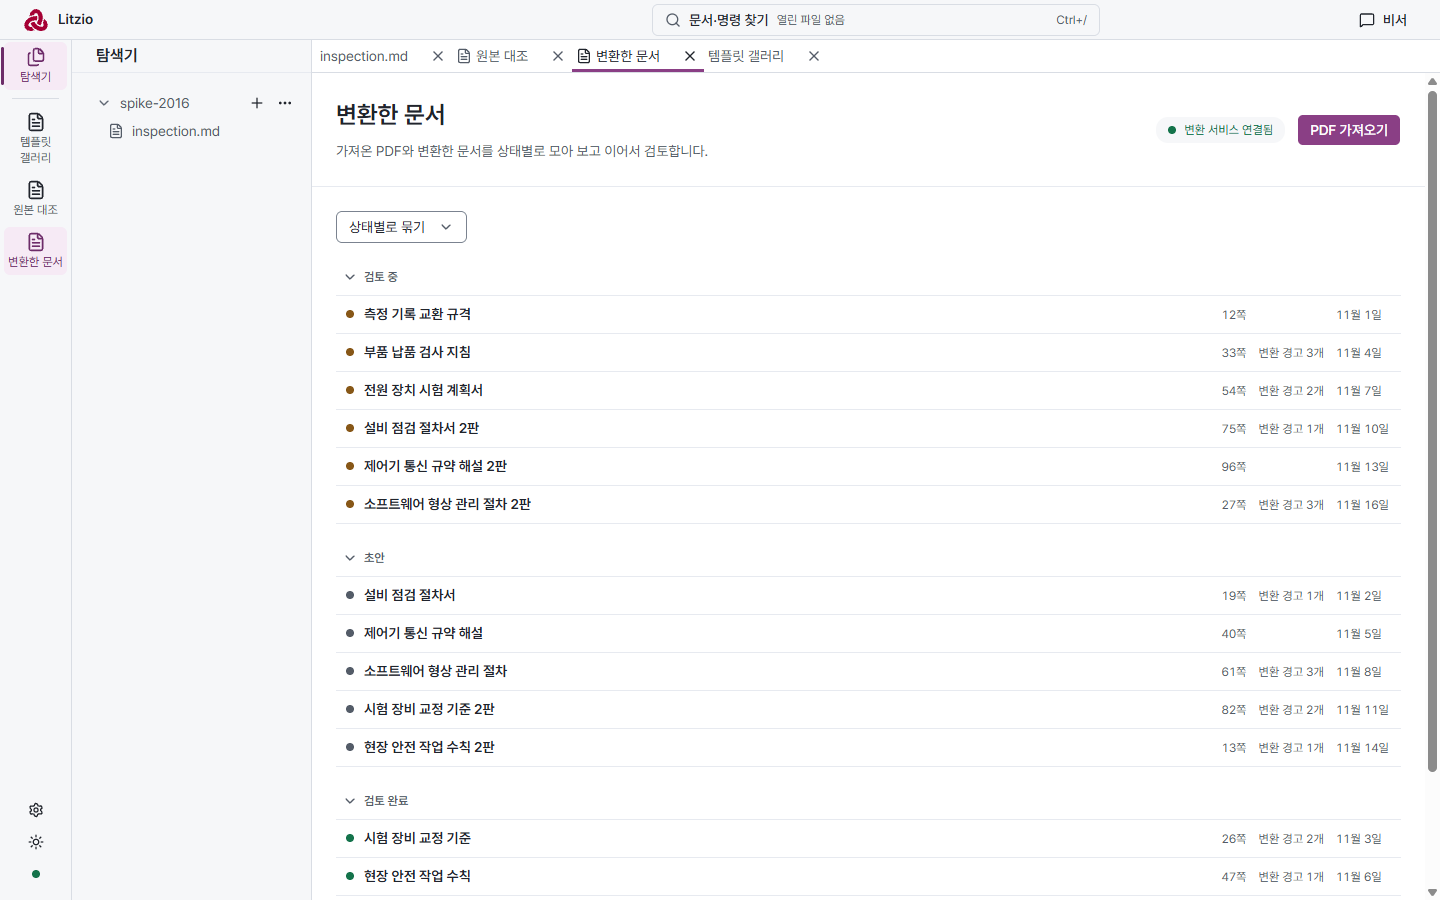 Litzio
문서·명령 찾기 열린 파일 없음 Ctrl+/
비서
탐색기
템플릿
갤러리
원본 대조
변환한 문서
탐색기
spike-2016
inspection.md
inspection.md
원본 대조
변환한 문서
템플릿 갤러리
변환한 문서
가져온 PDF와 변환한 문서를 상태별로 모아 보고 이어서 검토합니다.
변환 서비스 연결됨
PDF 가져오기
상태별로 묶기
검토 중
측정 기록 교환 규격 12쪽 11월 1일
부품 납품 검사 지침 33쪽 변환 경고 3개 11월 4일
전원 장치 시험 계획서 54쪽 변환 경고 2개 11월 7일
설비 점검 절차서 2판 75쪽 변환 경고 1개 11월 10일
제어기 통신 규약 해설 2판 96쪽 11월 13일
소프트웨어 형상 관리 절차 2판 27쪽 변환 경고 3개 11월 16일
초안
설비 점검 절차서 19쪽 변환 경고 1개 11월 2일
제어기 통신 규약 해설 40쪽 11월 5일
소프트웨어 형상 관리 절차 61쪽 변환 경고 3개 11월 8일
시험 장비 교정 기준 2판 82쪽 변환 경고 2개 11월 11일
현장 안전 작업 수칙 2판 13쪽 변환 경고 1개 11월 14일
검토 완료
시험 장비 교정 기준 26쪽 변환 경고 2개 11월 3일
현장 안전 작업 수칙 47쪽 변환 경고 1개 11월 6일